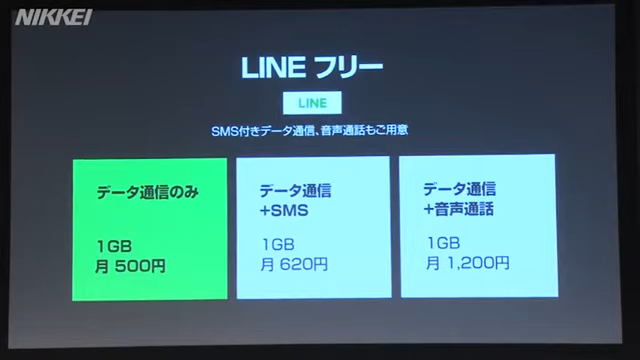 NIKKEI
LINE フリー
LINE
SMS付きデータ通信、音声通話もご用意
データ通信のみ
1GB
月 500円
データ通信
+SMS
1GB
月 620円
データ通信
+音声通話
1GB
月 1,200円